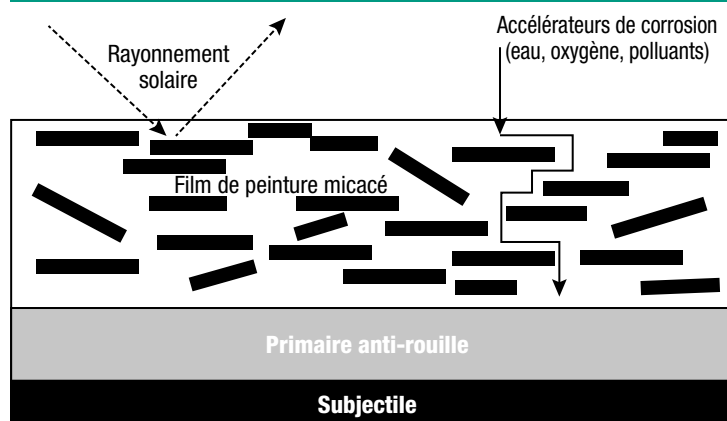 Rayonnement
solaire
Accélérateurs de corrosion
(eau, oxygène, polluants)
Film de peinture micacé
Primaire anti-rouille
Subjectile